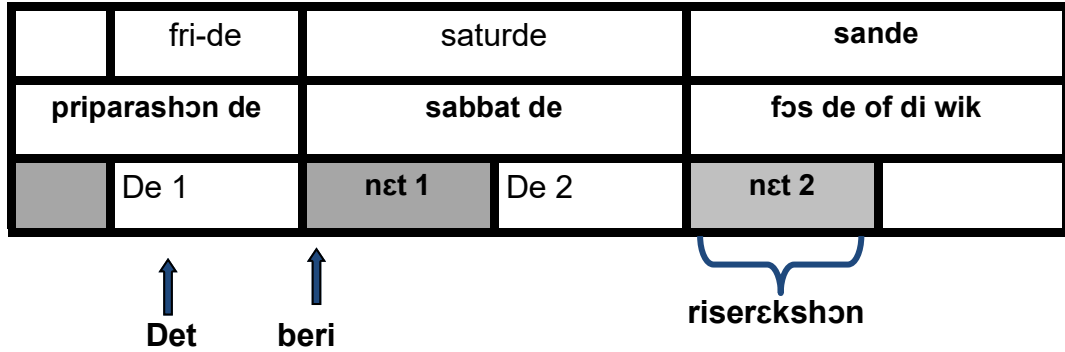 fri-de saturde sande
priparashɔn de sabbat de fɔs de of di wik
De 1 nɛt 1 De 2 nɛt 2
riserɛkshɔn
Det beri